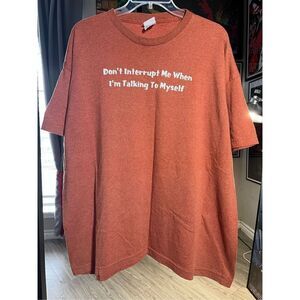 Don't Interrupt Me When
I'm Talking To Myself